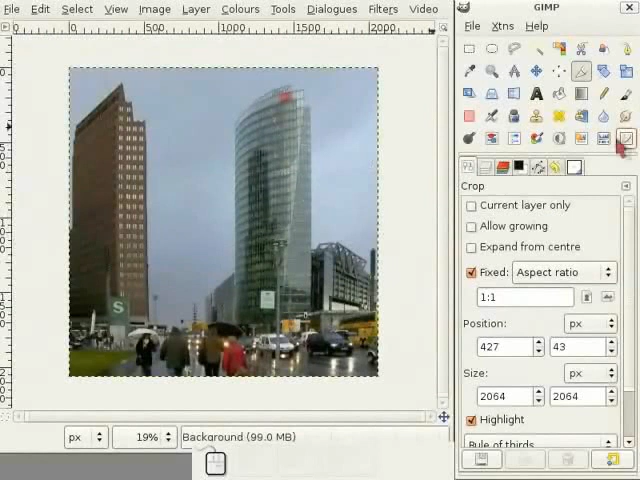 File Edit Select View Image Layer Colours Tools Dialogues Filters Video
0 500 1000 1500 2000
S
px 19% Background (99.0 MB)
GIMP
File Xtns Help
Crop
Current layer only
Allow growing
Expand from centre
Fixed: Aspect ratio
1:1
Position: px
427 43
Size: px
2064 2064
Highlight
Rule of thirds